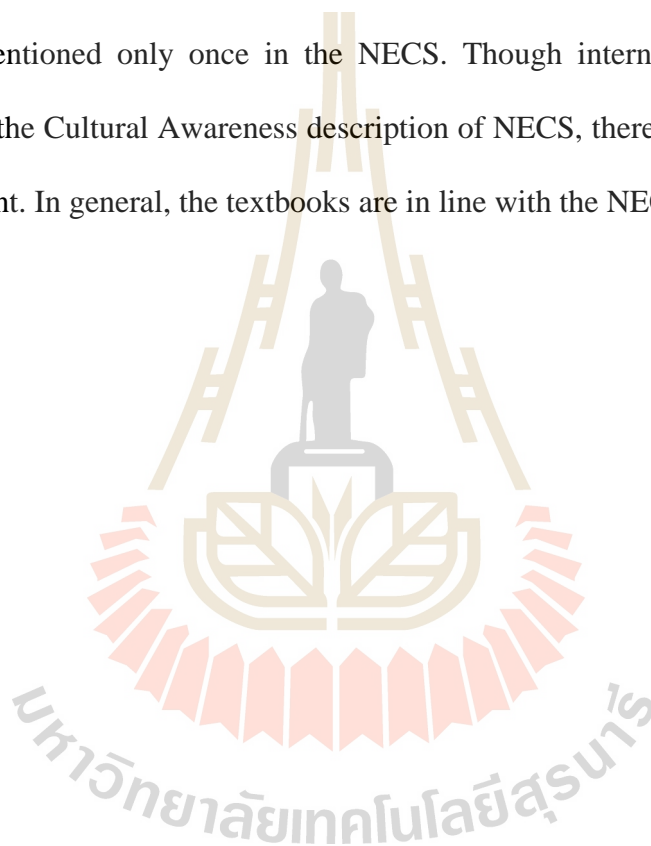 entioned only once in the NECS. Though intern
the Cultural Awareness description of NECS, there
nt. In general, the textbooks are in line with the NEC
มหาวิทยาลัยเทคโนโลยีสุรนารี